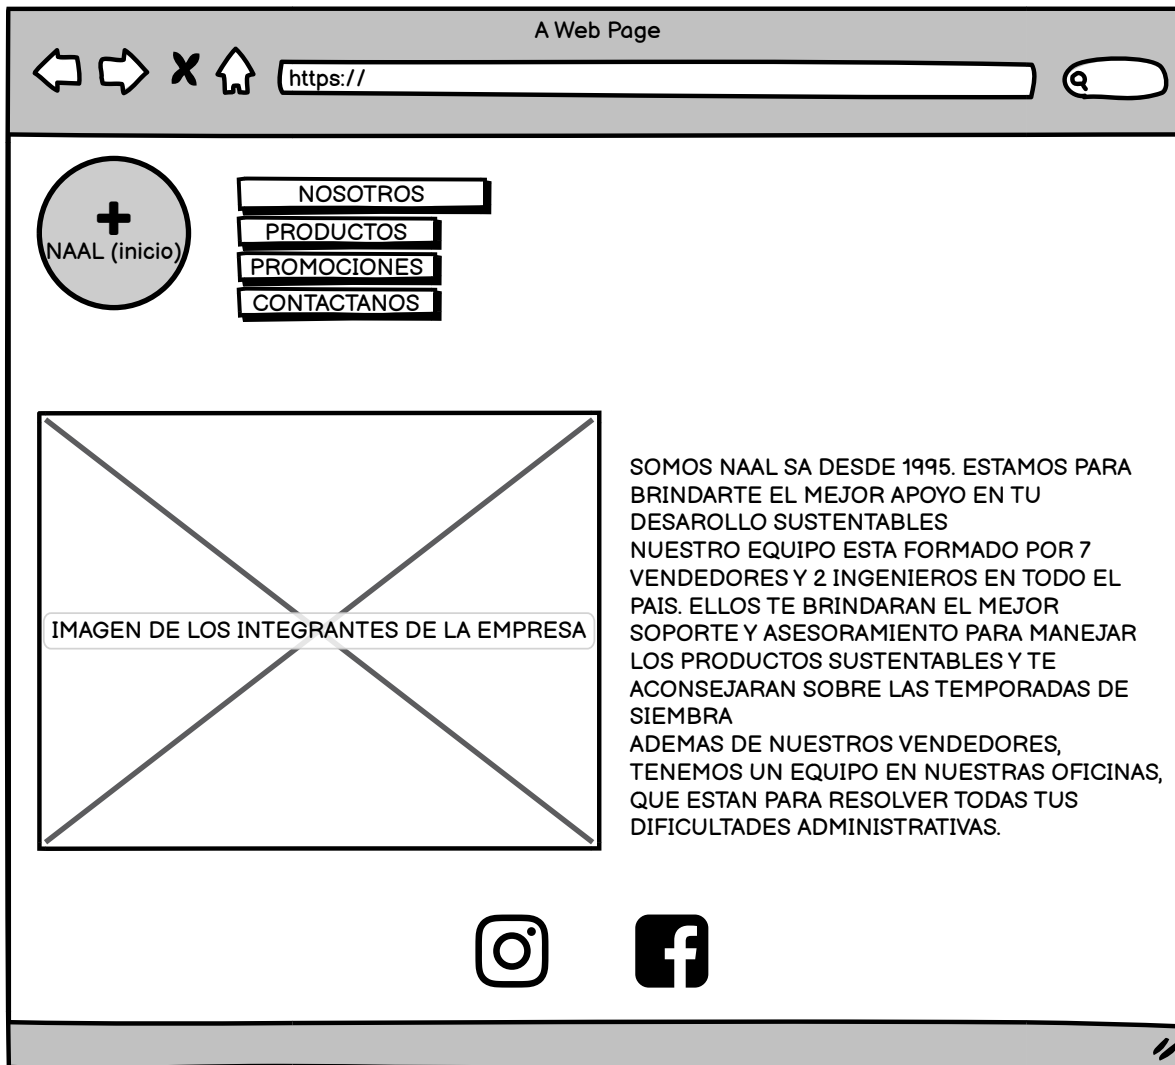 A Web Page
https://
NAAL (inicio)
NOSOTROS
PRODUCTOS
PROMOCIONES
CONTACTANOS
IMAGEN DE LOS INTEGRANTES DE LA EMPRESA
SOMOS NAAL SA DESDE 1995. ESTAMOS PARA
BRINDARTE EL MEJOR APOYO EN TU
DESAROLLO SUSTENTABLES
NUESTRO EQUIPO ESTA FORMADO POR 7
VENDEDORES Y 2 INGENIEROS EN TODO EL
PAIS. ELLOS TE BRINDARAN EL MEJOR
SOPORTE Y ASESORAMIENTO PARA MANEJAR
LOS PRODUCTOS SUSTENTABLES Y TE
ACONSEJARAN SOBRE LAS TEMPORADAS DE
SIEMBRA
ADEMAS DE NUESTROS VENDEDORES,
TENEMOS UN EQUIPO EN NUESTRAS OFICINAS,
QUE ESTAN PARA RESOLVER TODAS TUS
DIFICULTADES ADMINISTRATIVAS.